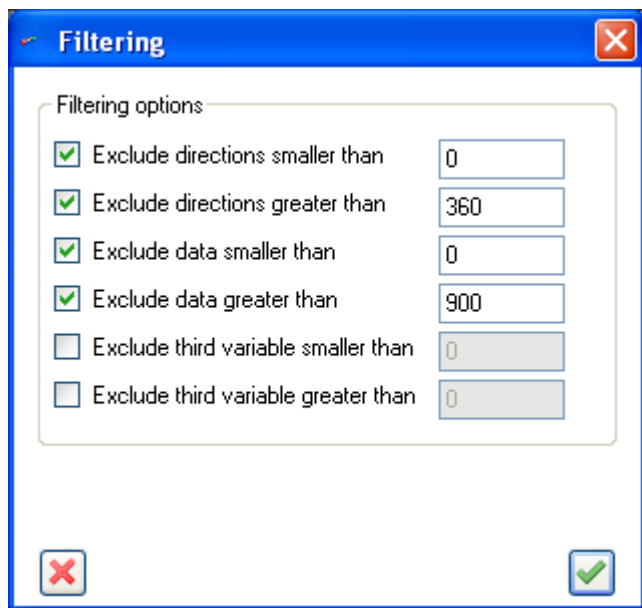 Filtering
Filtering options
Exclude directions smaller than 0
Exclude directions greater than 360
Exclude data smaller than 0
Exclude data greater than 900
Exclude third variable smaller than 0
Exclude third variable greater than 0